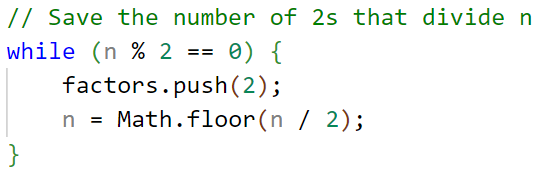 // Save the number of 2s that divide n
while (n % 2 == 0) {
    factors.push(2);
    n = Math.floor(n / 2);
}